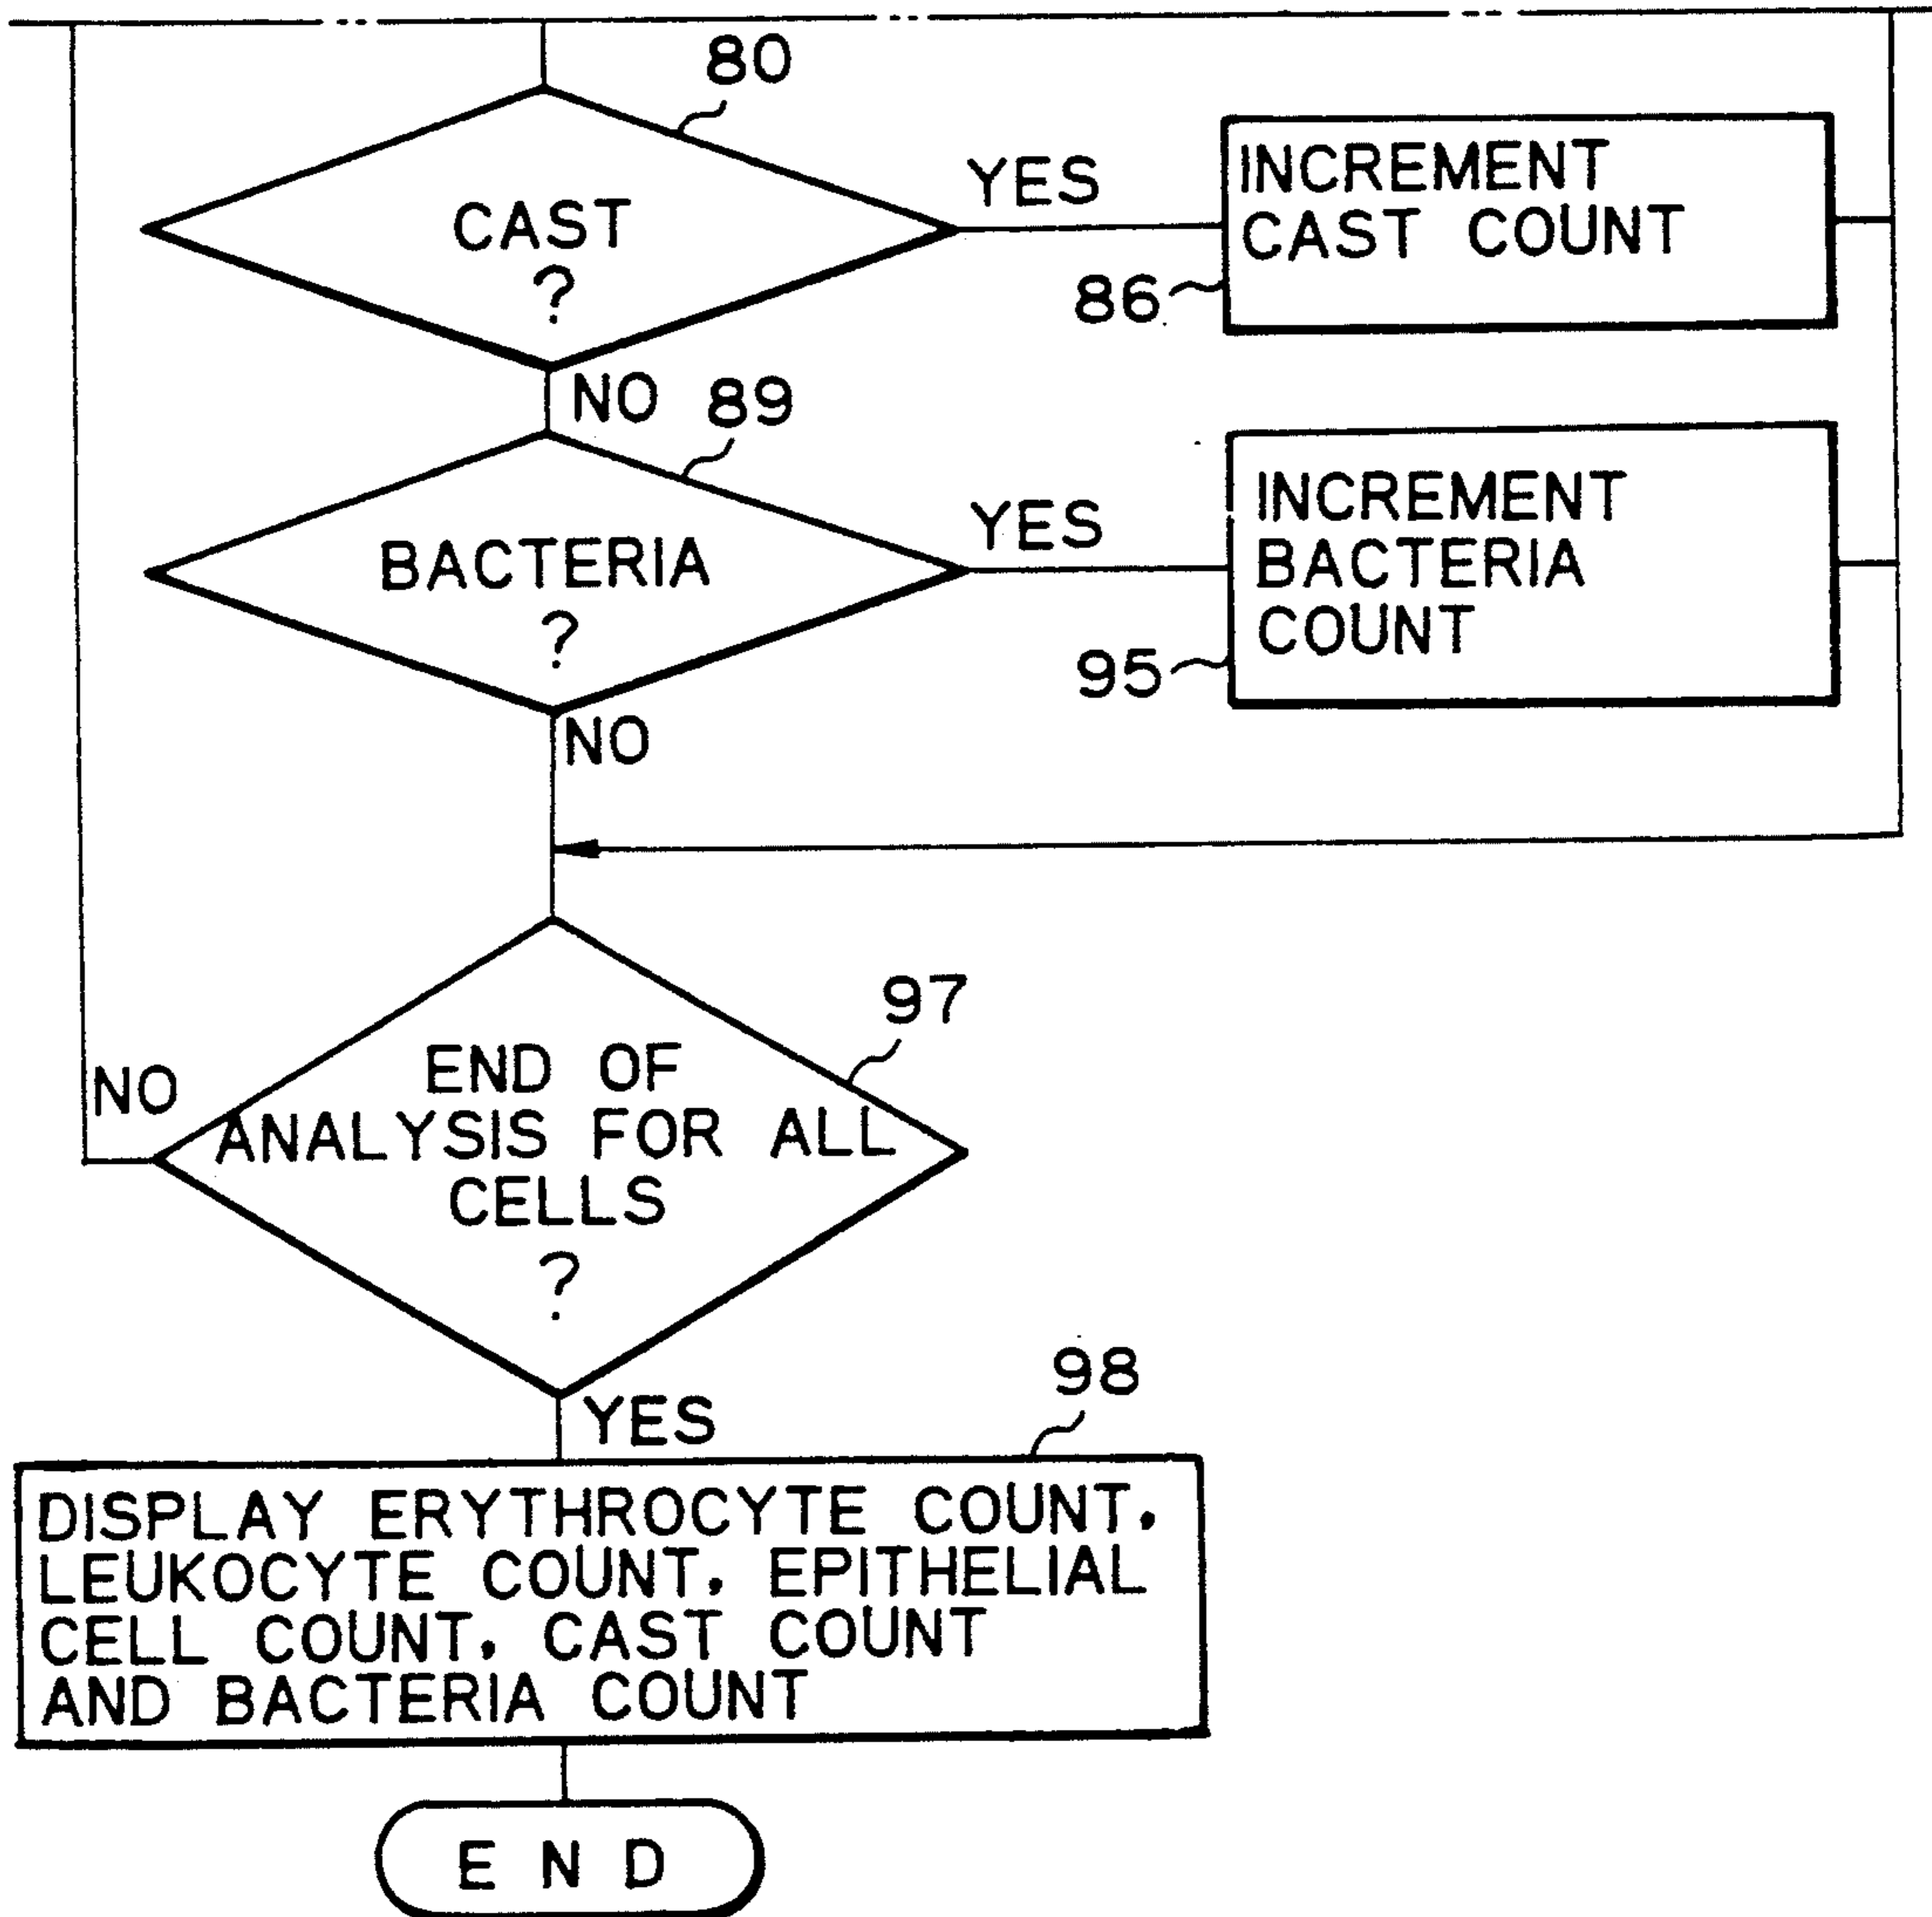 80
CAST
?
YES
INCREMENT
CAST COUNT
86
NO
89
BACTERIA
?
YES
INCREMENT
BACTERIA
COUNT
95
NO
97
END OF
ANALYSIS FOR ALL
CELLS
?
NO
YES
98
DISPLAY ERYTHROCYTE COUNT,
LEUKOCYTE COUNT, EPITHELIAL
CELL COUNT, CAST COUNT
AND BACTERIA COUNT
END